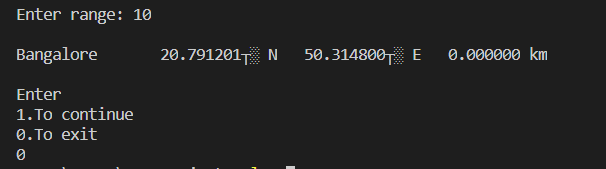 Enter range: 10
Bangalore 20.791201┬░ N 50.314800┬░ E 0.000000 km
Enter
1.To continue
0.To exit
0